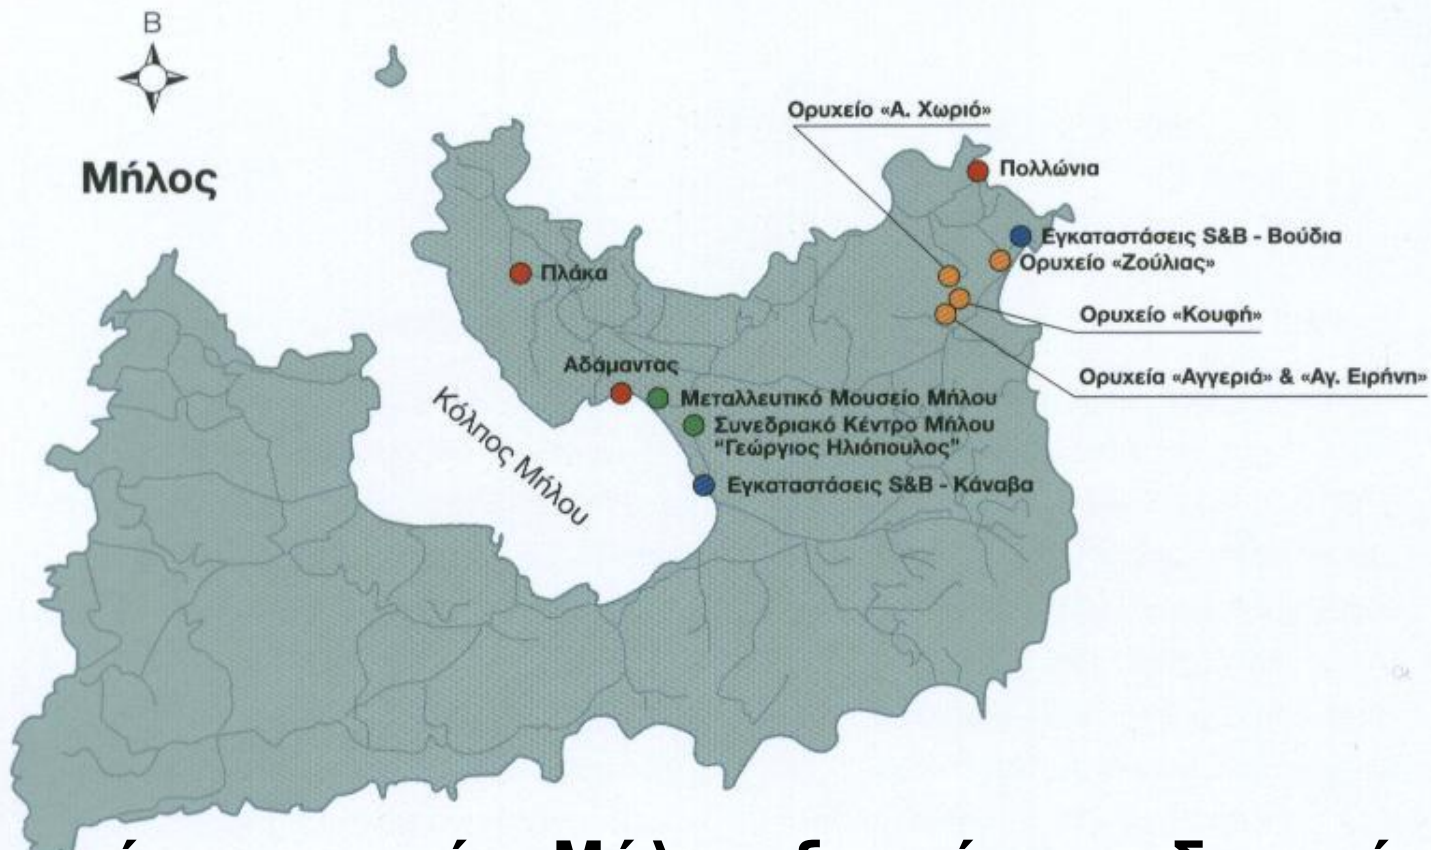 Β
Μήλος
Ορυχείο «Α. Χωριό»
Πολλώνια
Εγκαταστάσεις S&B - Βούδια
Ορυχείο «Ζούλιας»
Πλάκα
Ορυχείο «Κουφή»
Αδάμαντας
Ορυχεία «Αγγεριά» & «Αγ. Ειρήνη»
Μεταλλευτικό Μουσείο Μήλου
Συνεδριακό Κέντρο Μήλου
“Γεώργιος Ηλιόπουλος”
Κόλπος Μήλου
Εγκαταστάσεις S&B - Κάναβα